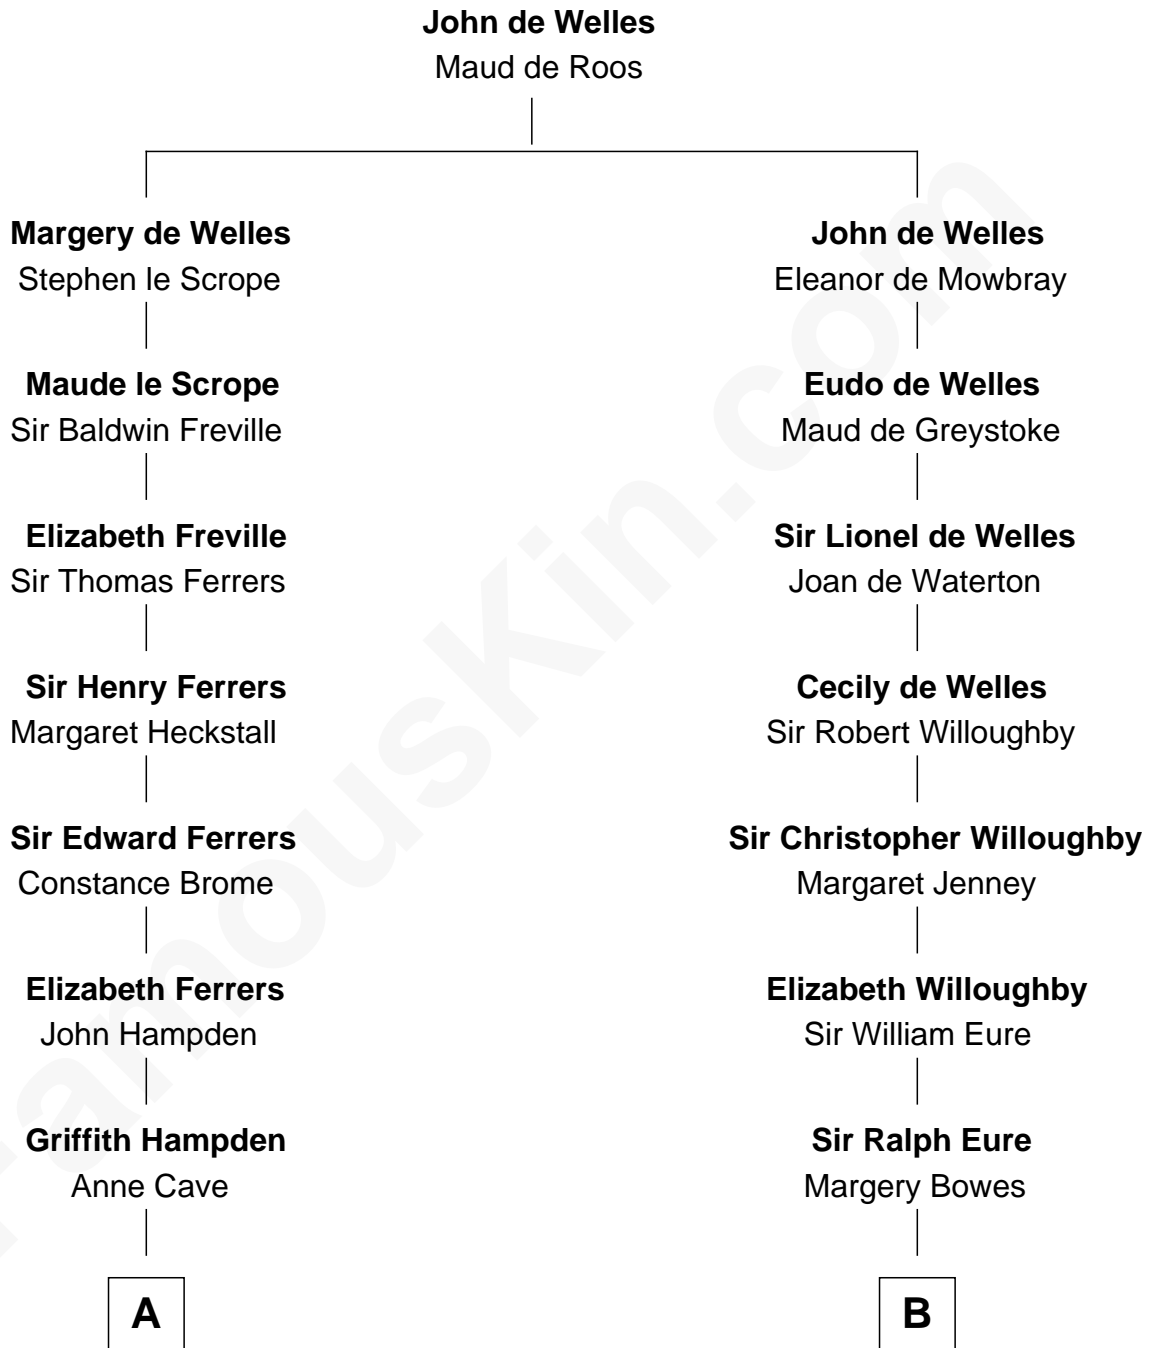 John de Welles
Maud de Roos
Margery de Welles
Stephen le Scrope
John de Welles
Eleanor de Mowbray
Maude le Scrope
Sir Baldwin Freville
Eudo de Welles
Maud de Greystoke
Elizabeth Freville
Sir Thomas Ferrers
Sir Lionel de Welles
Joan de Waterton
Sir Henry Ferrers
Margaret Heckstall
Cecily de Welles
Sir Robert Willoughby
Sir Edward Ferrers
Constance Brome
Sir Christopher Willoughby
Margaret Jenney
Elizabeth Ferrers
John Hampden
Elizabeth Willoughby
Sir William Eure
Griffith Hampden
Anne Cave
Sir Ralph Eure
Margery Bowes
A
B
FamousKin.com